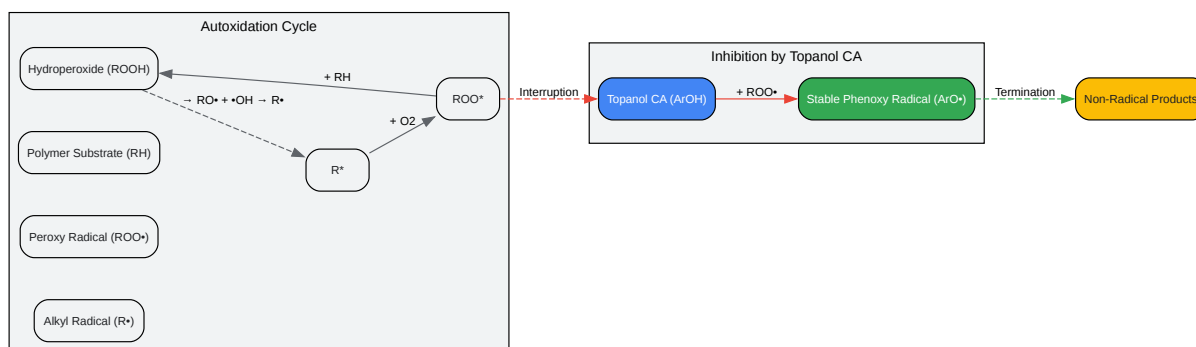 Autoxidation Cycle
Hydroperoxide (ROOH)
+ RH
→ RO• + •OH → R•
ROO*
+ O2
Polymer Substrate (RH)
R*
Peroxy Radical (ROO•)
Alkyl Radical (R•)
Interruption
Inhibition by Topanol CA
Topanol CA (ArOH)
+ ROO•
Stable Phenoxy Radical (ArO•)
Termination
Non-Radical Products